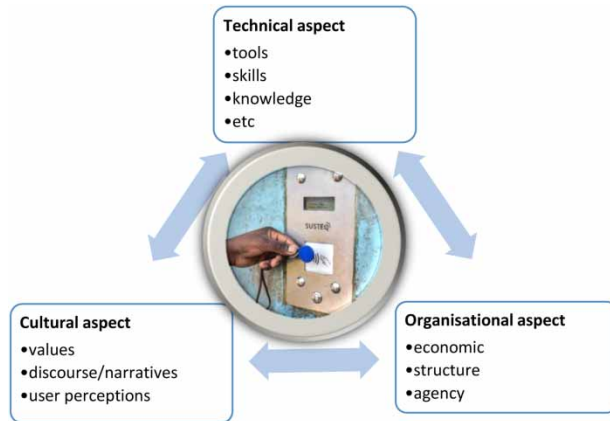 Technical aspect
•tools
•skills
•knowledge
•etc
SUSTEQ
Cultural aspect
•values
•discourse/narratives
•user perceptions
Organisational aspect
•economic
•structure
•agency